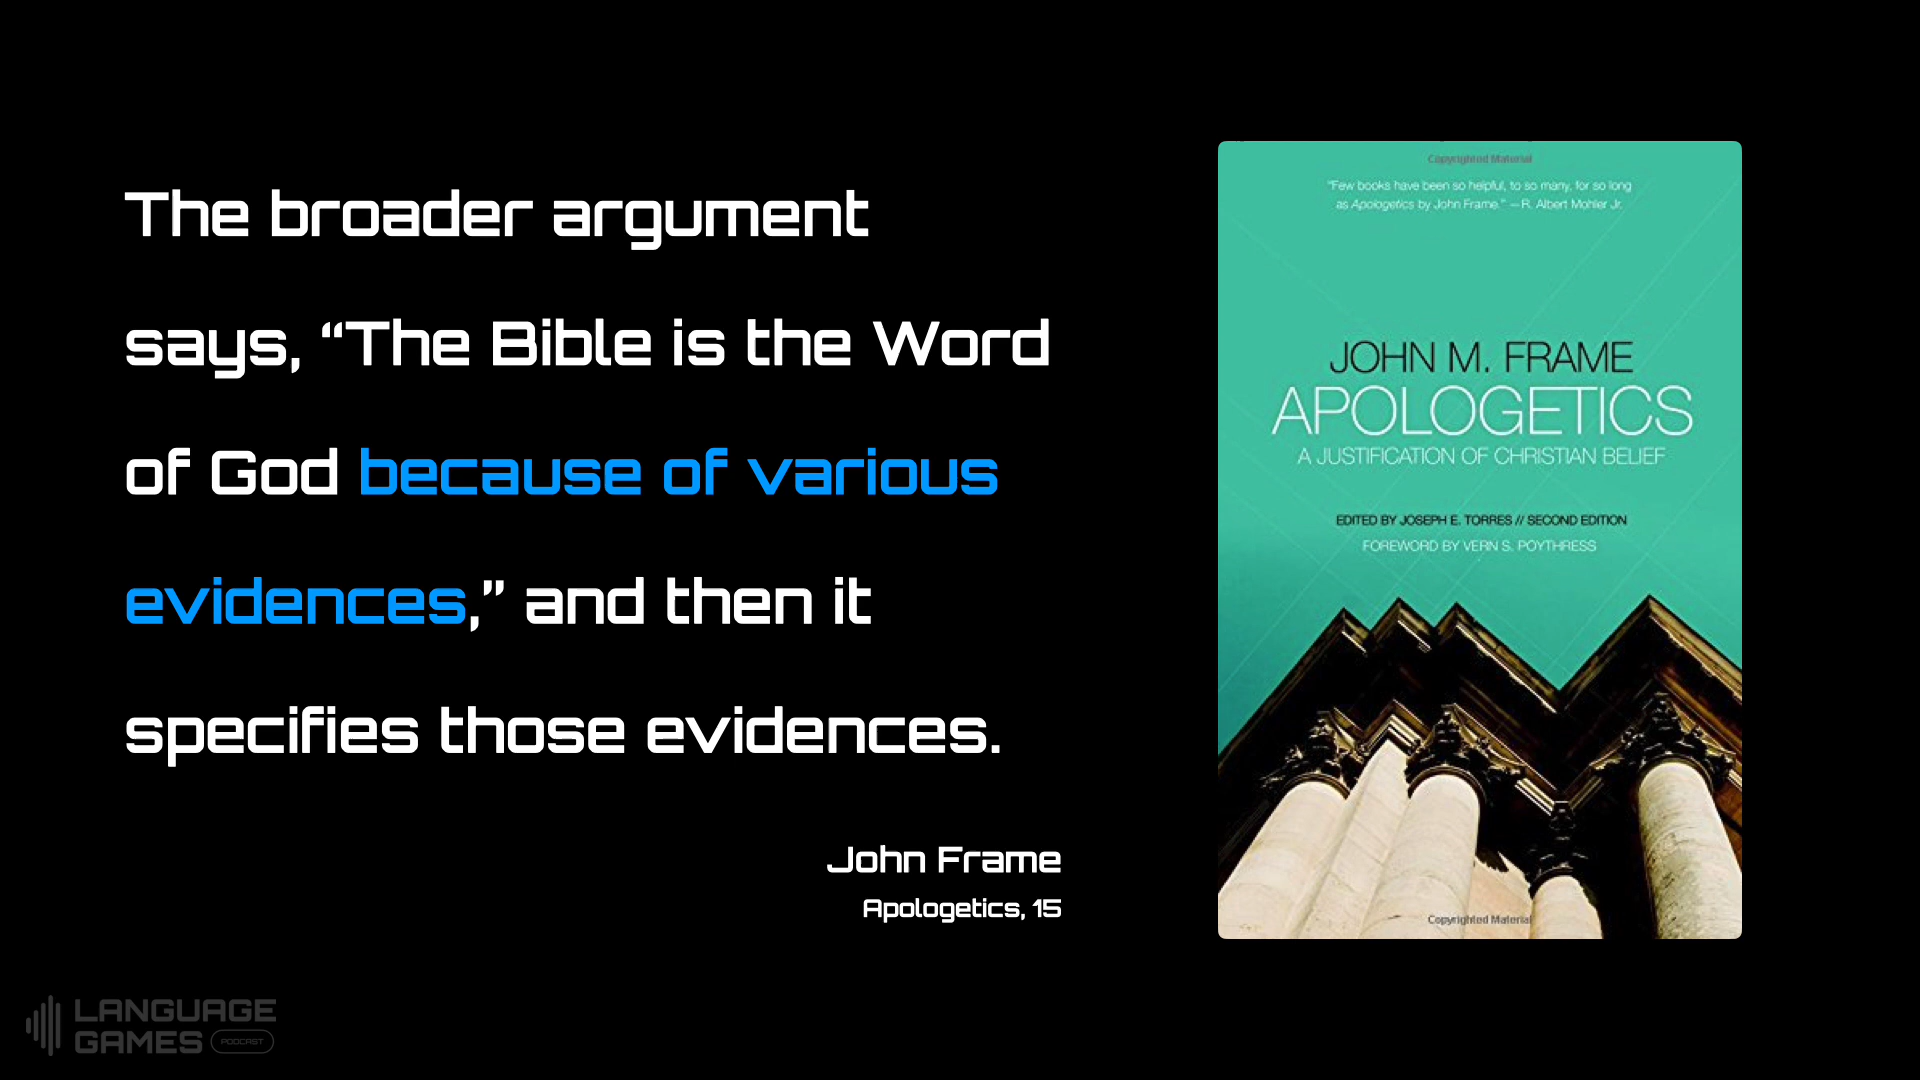 The broader argument
says, “The Bible is the Word
of God because of various
evidences,” and then it
specifies those evidences.
John Frame
Apologetics, 15
Copyrighted Material
"Few books have been so helpful, to so many, for so long
as Apologetics by John Frame." —R. Albert Mohler Jr.
JOHN M. FRAME
APOLOGETICS
A JUSTIFICATION OF CHRISTIAN BELIEF
EDITED BY JOSEPH E. TORRES // SECOND EDITION
FOREWORD BY VERN S. POYTHRESS
Copyrighted Material
LANGUAGE
GAMES PODCAST